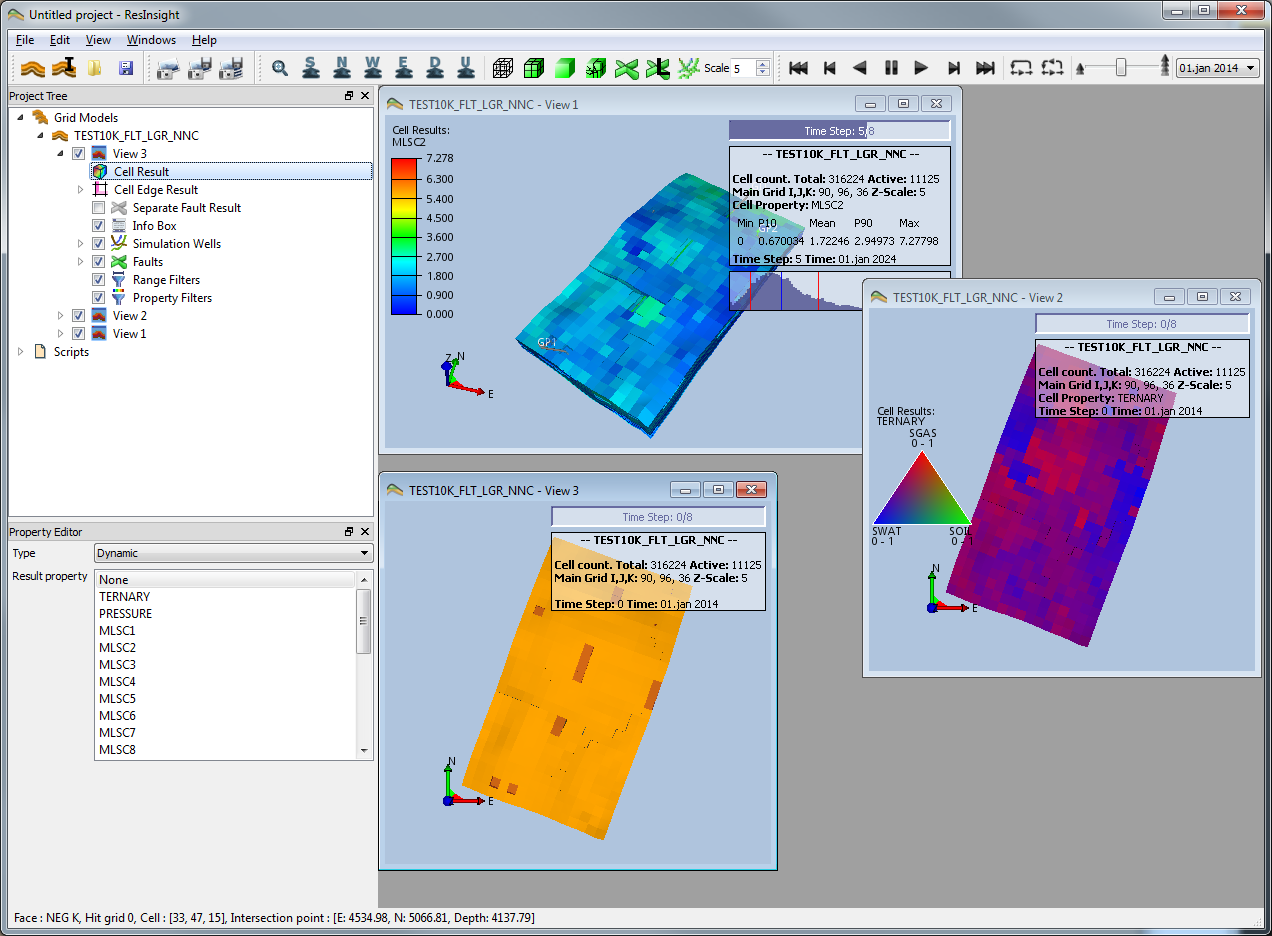 Untitled project - ResInsight
File Edit View Windows Help
S N W E D U Scale 5 01.jan 2014
Project Tree
Grid Models
TEST10K_FLT_LGR_NNC
View 3
Cell Result
Cell Edge Result
Separate Fault Result
Info Box
Simulation Wells
Faults
Range Filters
Property Filters
View 2
View 1
Scripts
Property Editor
Type Dynamic
Result property
None
TERNARY
PRESSURE
MLSC1
MLSC2
MLSC3
MLSC4
MLSC5
MLSC6
MLSC7
MLSC8
TEST10K_FLT_LGR_NNC - View 1
Cell Results:
MLSC2
7.278
6.300
5.400
4.500
3.600
2.700
1.800
0.900
0.000
Time Step: 5/8
-- TEST10K_FLT_LGR_NNC --
Cell count. Total: 316224 Active: 11125
Main Grid I,J,K: 90, 96, 36 Z-Scale: 5
Cell Property: MLSC2
Min P10 Mean P90 Max
0 0.670034 1.72246 2.94973 7.27798
Time Step: 5 Time: 01.jan 2024
GP2
GP1
Z N
E
TEST10K_FLT_LGR_NNC - View 2
Time Step: 0/8
-- TEST10K_FLT_LGR_NNC --
Cell count. Total: 316224 Active: 11125
Main Grid I,J,K: 90, 96, 36 Z-Scale: 5
Cell Property: TERNARY
Time Step: 0 Time: 01.jan 2014
Cell Results:
TERNARY
SGAS
0 - 1
SWAT SOIL
0 - 1 0 - 1
N
E
TEST10K_FLT_LGR_NNC - View 3
Time Step: 0/8
-- TEST10K_FLT_LGR_NNC --
Cell count. Total: 316224 Active: 11125
Main Grid I,J,K: 90, 96, 36 Z-Scale: 5
Time Step: 0 Time: 01.jan 2014
N
E
Face : NEG K, Hit grid 0, Cell : [33, 47, 15], Intersection point : [E: 4534.98, N: 5066.81, Depth: 4137.79]